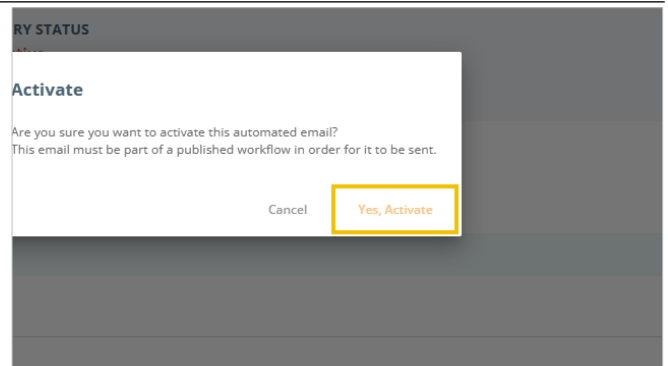 RY STATUS
Activate
Are you sure you want to activate this automated email?
This email must be part of a published workflow in order for it to be sent.
Cancel Yes, Activate